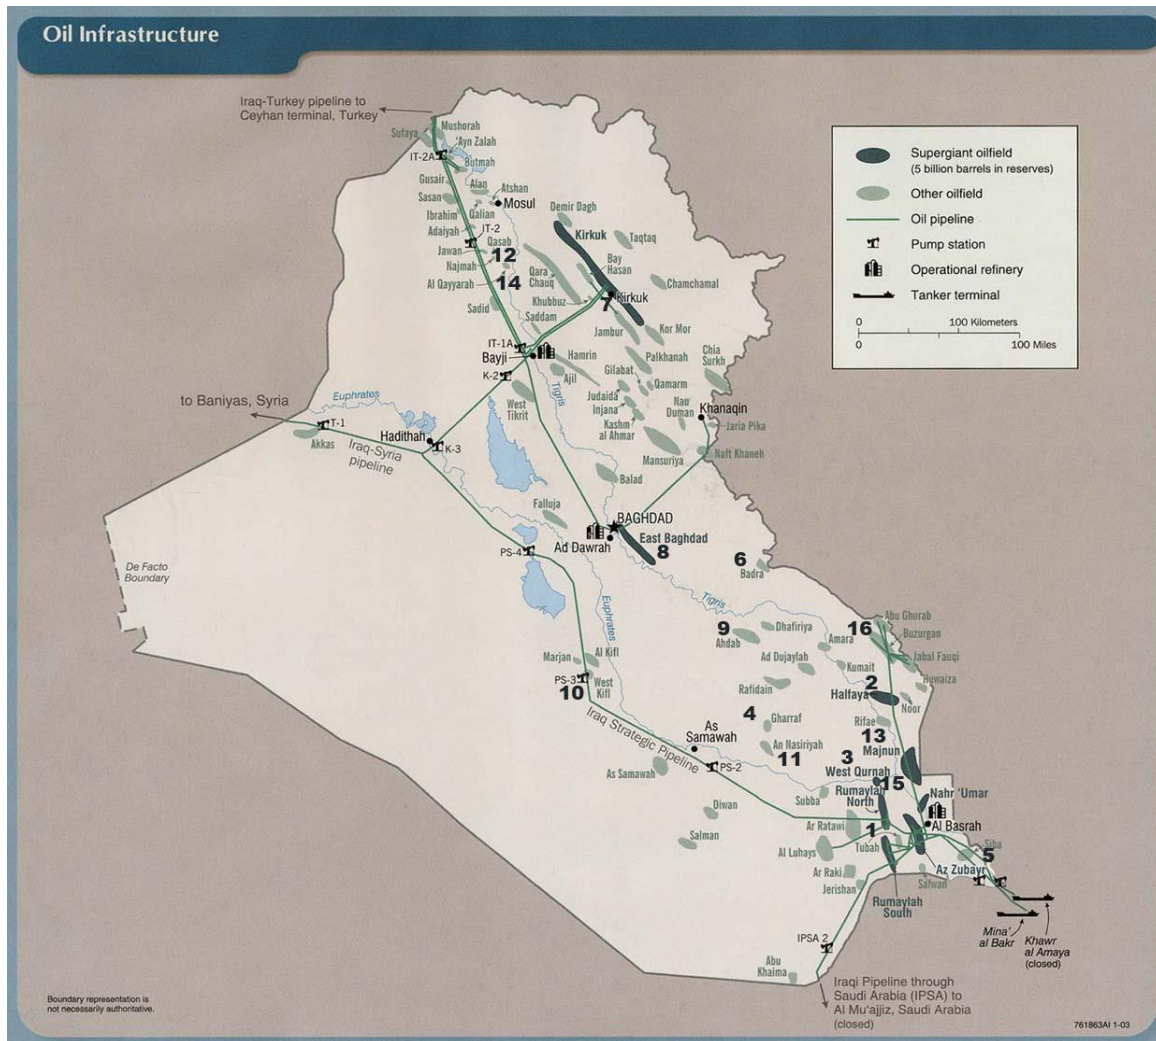 Oil Infrastructure
Iraq-Turkey pipeline to
Ceyhan terminal, Turkey
Supergiant oilfield
(5 billion barrels in reserves)
Other oilfield
Oil pipeline
Pump station
Operational refinery
Tanker terminal
0
100 Kilometers
0
100 Miles
Mushorah
Sufaya
'Ayn Zalah
IT-2A
Butmah
Gusair
Alan
Atshan
Sasan
Mosul
Ibrahim
Qalian
Demir Dagh
Adaiyah
IT-2
Kirkuk
Taqtaq
Jawan
Qasab
12
Bay
Hasan
Najmah
Qara
Chauq
Al Qayyarah
14
Chamchamal
Khubbuz
7
Kirkuk
Sadid
Saddam
Jambur
Kor Mor
IT-1A
Bayji
Hamrin
Palkhanah
Chia
Surkh
K-2
Ajil
Gilabat
Qamarm
Euphrates
Tigris
Judaida
Nau
Duman
to Baniyas, Syria
West
Tikrit
Injana
Khanaqin
Kashm
al Ahmar
Jaria Pika
T-1
Hadithah
K-3
Akkas
Iraq-Syria
pipeline
Mansuriya
Naft Khaneh
Balad
Falluja
BAGHDAD
Ad Dawrah
East Baghdad
8
PS-4
6
Badra
De Facto
Boundary
Euphrates
Tigris
9
Dhafiriya
16
Abu Ghurab
Ahdab
Amara
Buzurgan
Marjan
Al Kifl
Ad Dujaylah
Kumait
Jabal Fauqi
PS-3
10
West
Kifl
Rafidain
2
Huwaiza
Halfaya
Noor
4
Gharraf
Rifae
Iraq Strategic Pipeline
As
Samawah
13
An Nasiriyah
11
3
Majnun
As Samawah
PS-2
West Qurnah
15
Subba
Rumaylah
North
Nahr 'Umar
Diwan
Ar Ratawi
1
Al Basrah
Salman
Al Luhays
Tubah
Siba
5
Ar Raki
Az Zubayr
Jerishan
Safwan
Rumaylah
South
Mina'
al Bakr
Khawr
al Amaya
(closed)
IPSA 2
Abu
Khaima
Iraqi Pipeline through
Saudi Arabia (IPSA) to
Al Mu'ajjiz, Saudi Arabia
(closed)
Boundary representation is
not necessarily authoritative.
761863AI 1-03